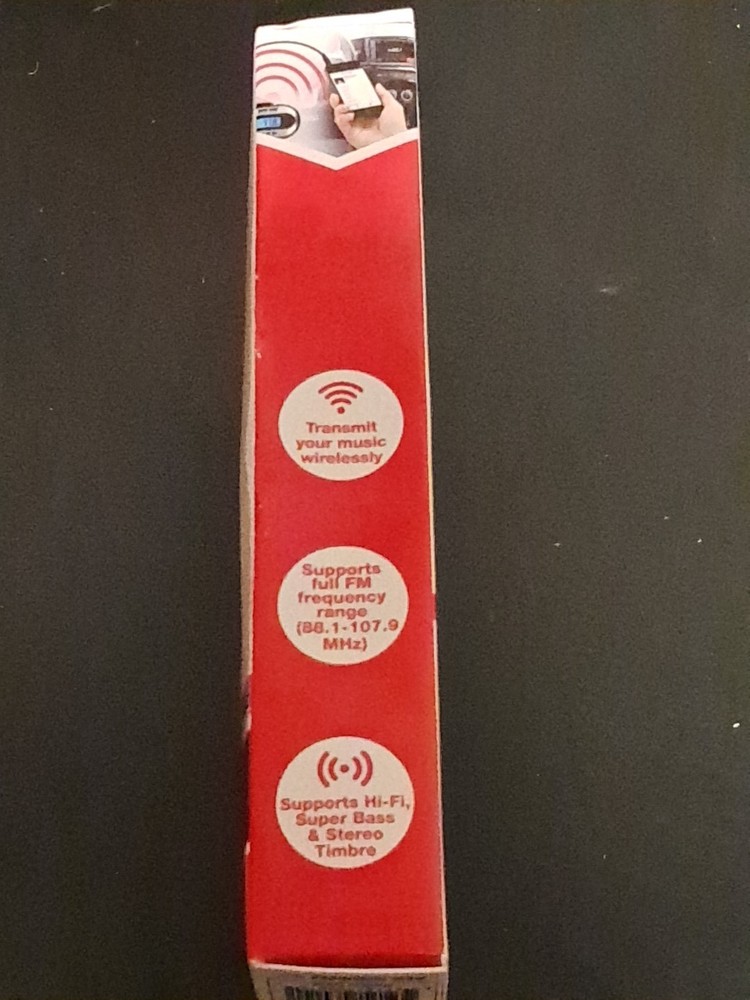 Transmit
your music
wirelessly
Supports
full FM
frequency
range
(88.1-107.9
MHz)
Supports Hi-Fi,
Super Bass
& Stereo
Timbre